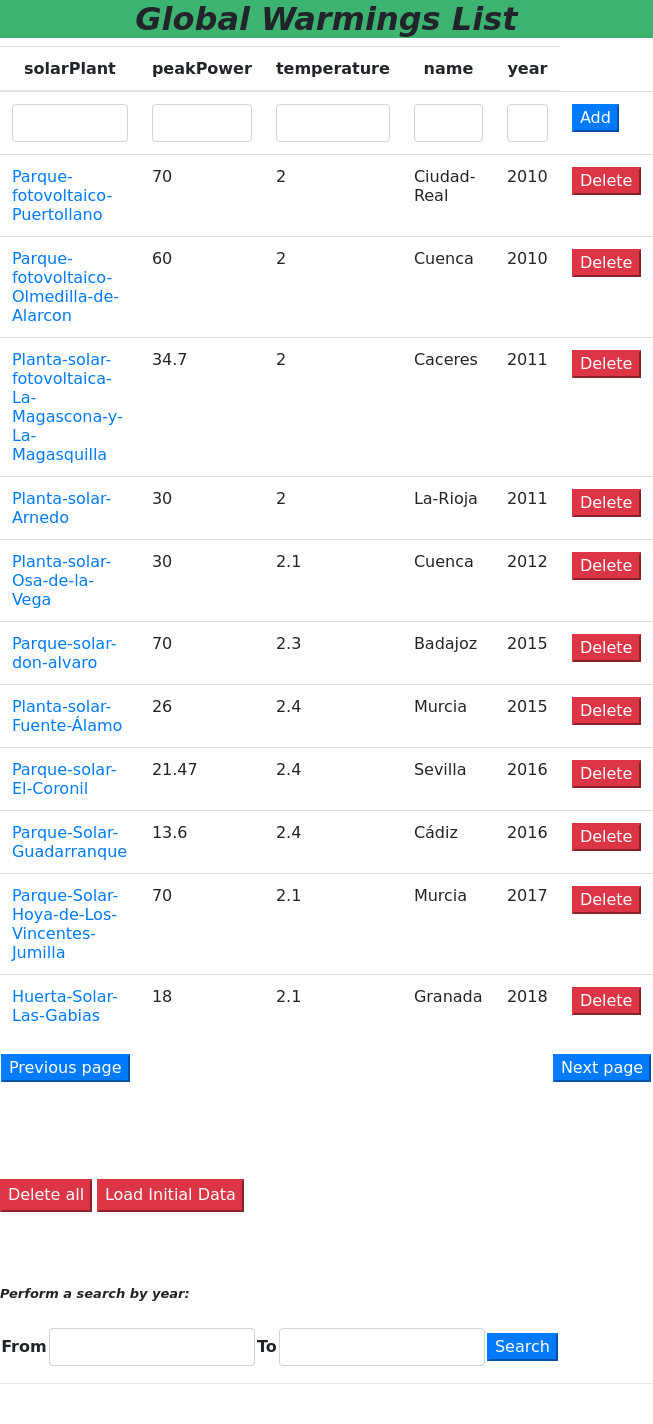 Global Warmings List
solarPlant peakPower temperature name year
Add
Parque- 70 2 Ciudad- 2010 Delete
fotovoltaico- Real
Puertollano
Parque- 60 2 Cuenca 2010 Delete
fotovoltaico-
Olmedilla-de-
Alarcon
Planta-solar- 34.7 2 Caceres 2011 Delete
fotovoltaica-
La-
Magascona-y-
La-
Magasquilla
Planta-solar- 30 2 La-Rioja 2011 Delete
Arnedo
Planta-solar- 30 2.1 Cuenca 2012 Delete
Osa-de-la-
Vega
Parque-solar- 70 2.3 Badajoz 2015 Delete
don-alvaro
Planta-solar- 26 2.4 Murcia 2015 Delete
Fuente-Álamo
Parque-solar- 21.47 2.4 Sevilla 2016 Delete
El-Coronil
Parque-Solar- 13.6 2.4 Cádiz 2016 Delete
Guadarranque
Parque-Solar- 70 2.1 Murcia 2017 Delete
Hoya-de-Los-
Vincentes-
Jumilla
Huerta-Solar- 18 2.1 Granada 2018 Delete
Las-Gabias
Previous page Next page
Delete all Load Initial Data
Perform a search by year:
From To Search